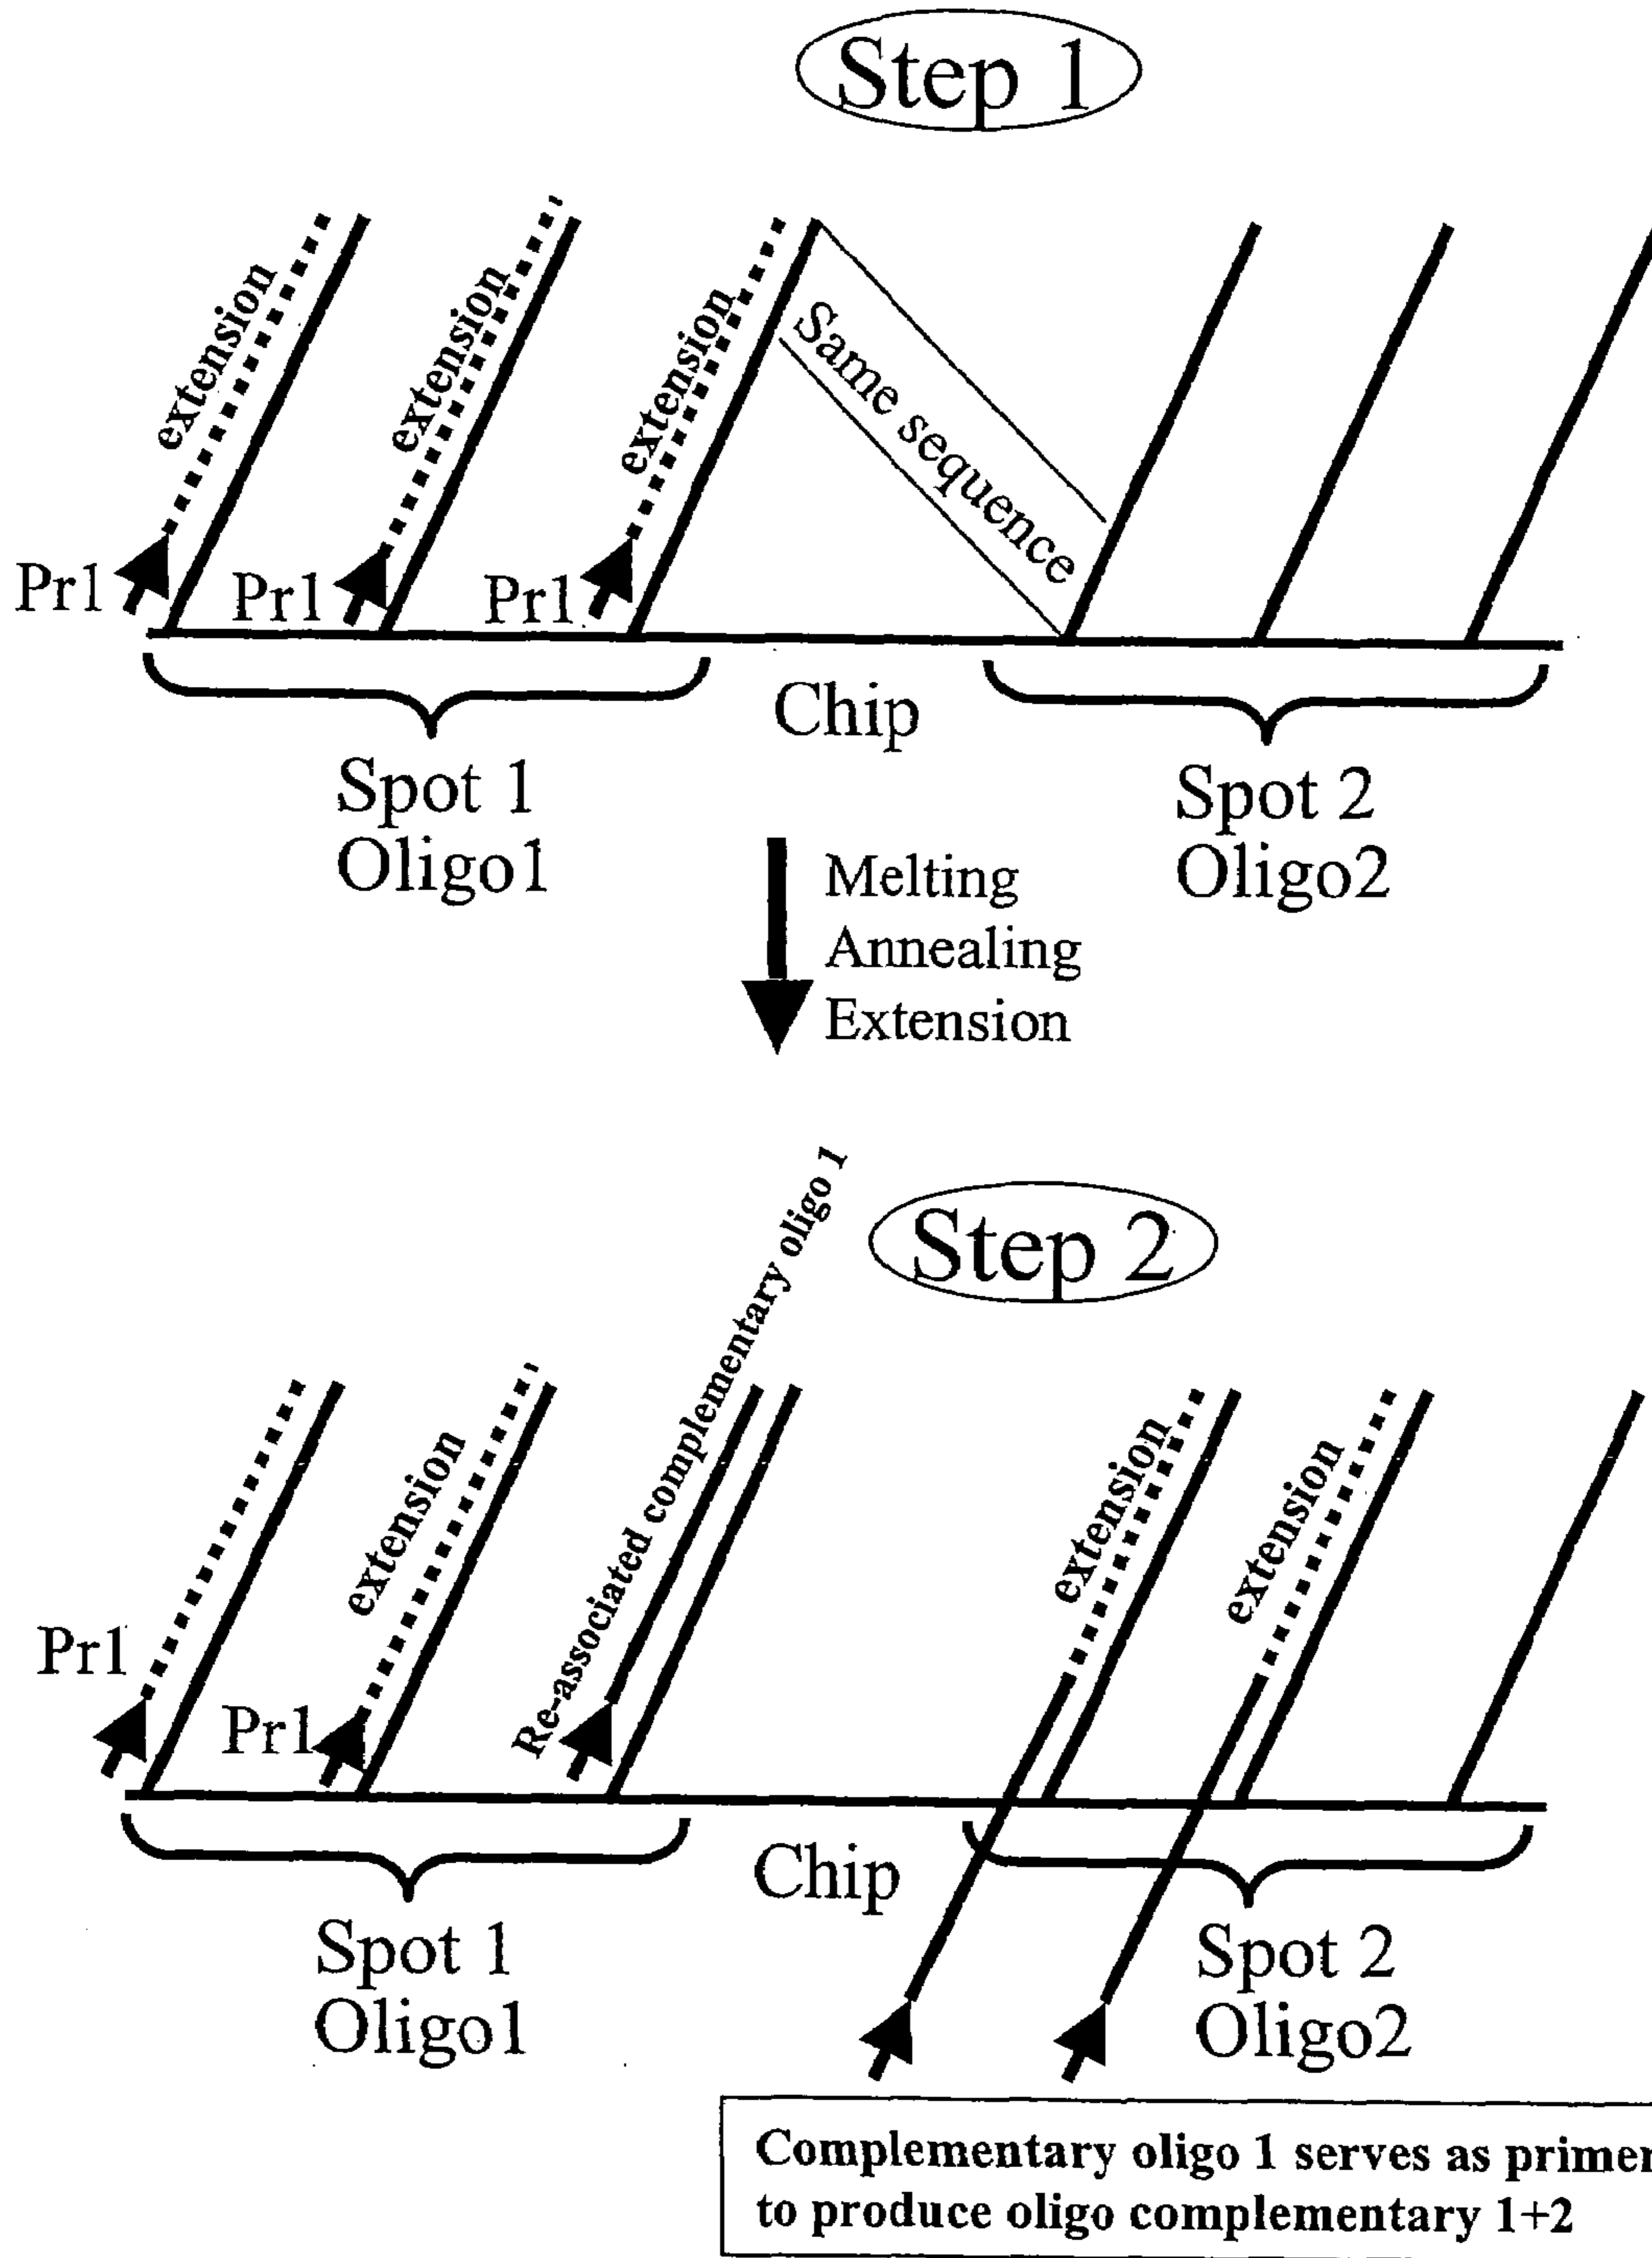 Step 1
extension
extension
extension
Same sequence
Pr1
Pr1
Pr1
Chip
Spot 1
Oligo1
Spot 2
Oligo2
Melting
Annealing
Extension
Step 2
Re-associated complementary oligo 1
extension
extension
extension
Pr1
Pr1
Chip
Spot 1
Oligo1
Spot 2
Oligo2
Complementary oligo 1 serves as primer
to produce oligo complementary 1+2